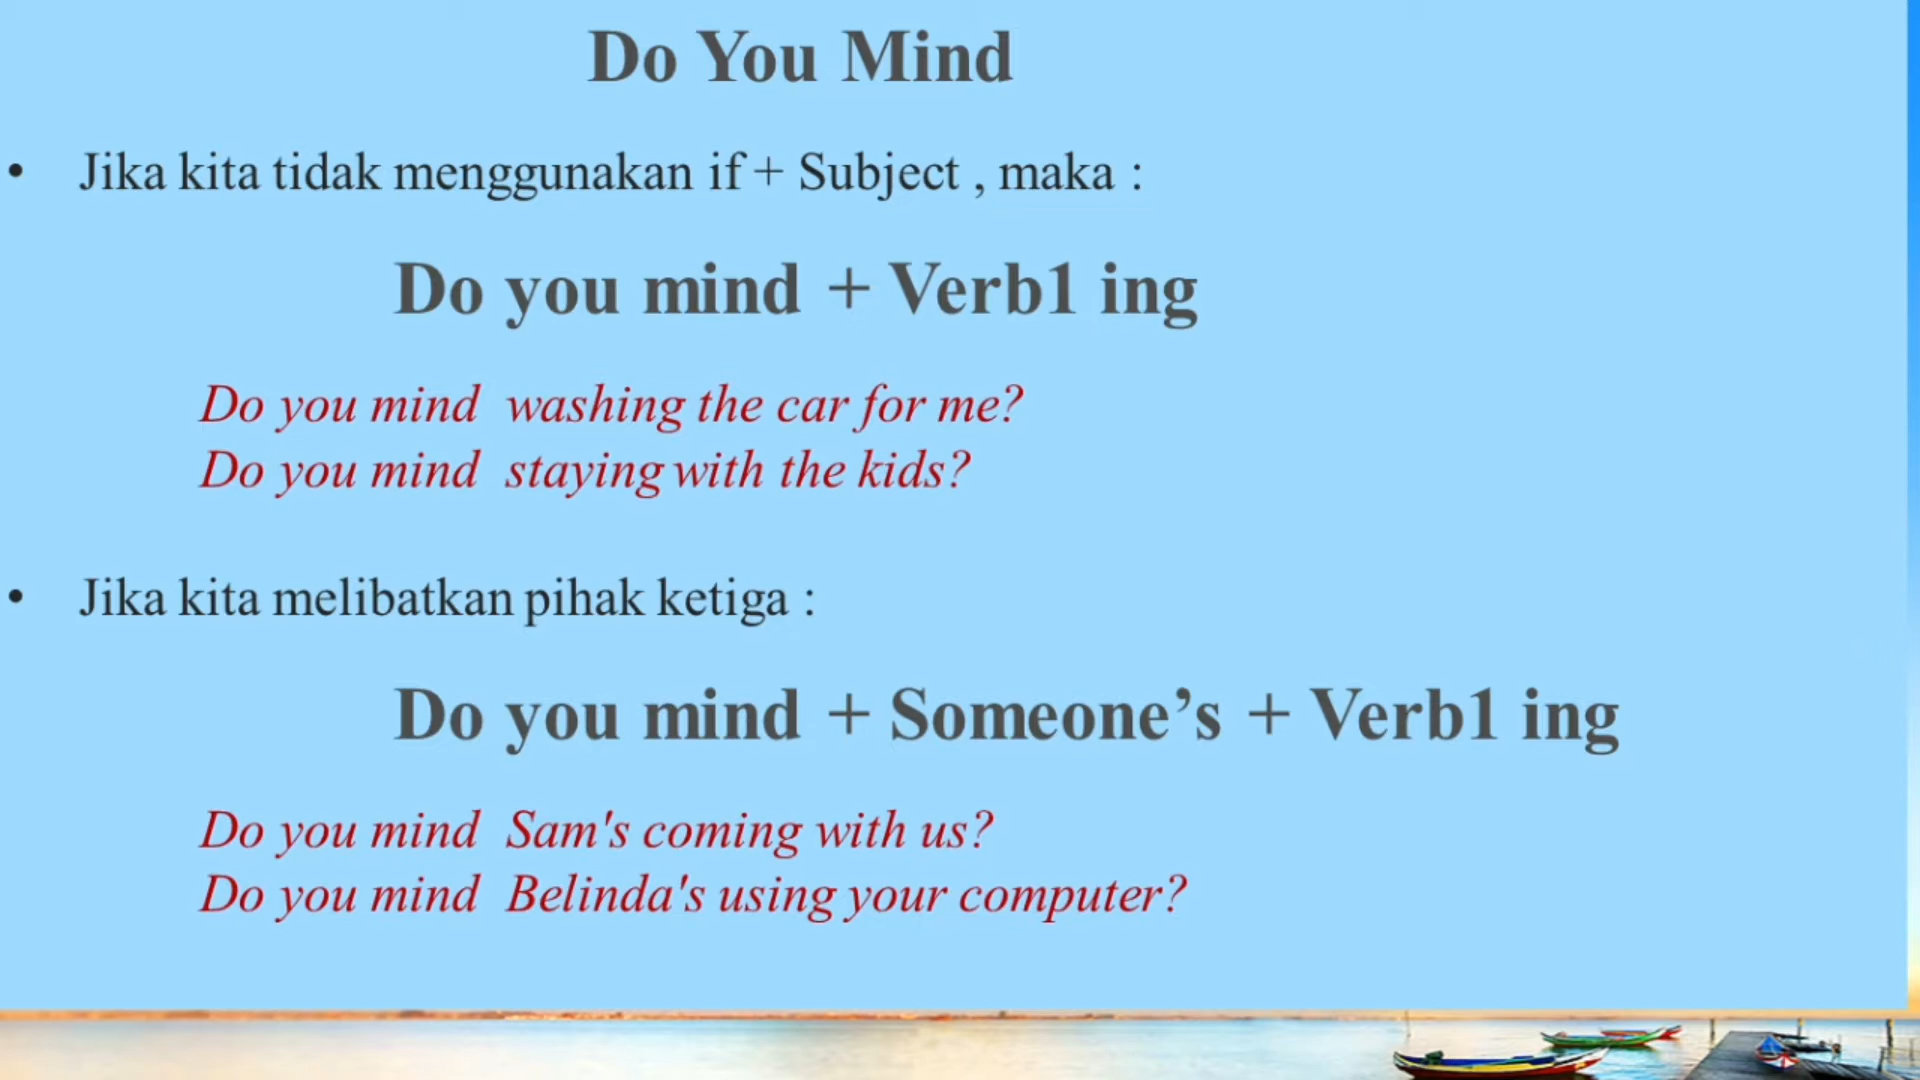 Do You Mind
• Jika kita tidak menggunakan if + Subject , maka :
Do you mind + Verb1 ing
Do you mind washing the car for me?
Do you mind staying with the kids?
• Jika kita melibatkan pihak ketiga :
Do you mind + Someone’s + Verb1 ing
Do you mind Sam's coming with us?
Do you mind Belinda's using your computer?